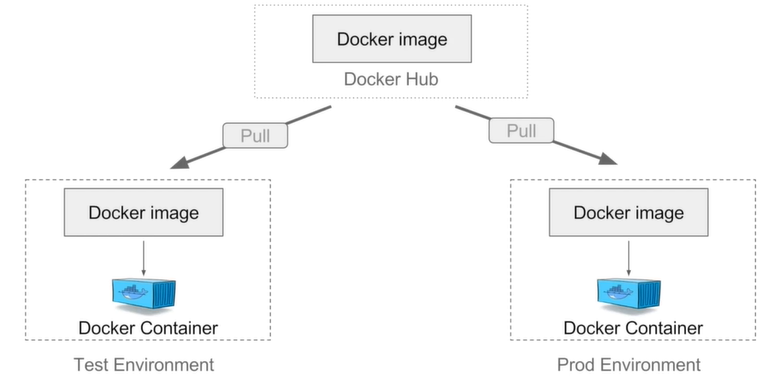 Docker image
Docker Hub
Pull
Pull
Docker image
Docker Container
Test Environment
Docker image
Docker Container
Prod Environment